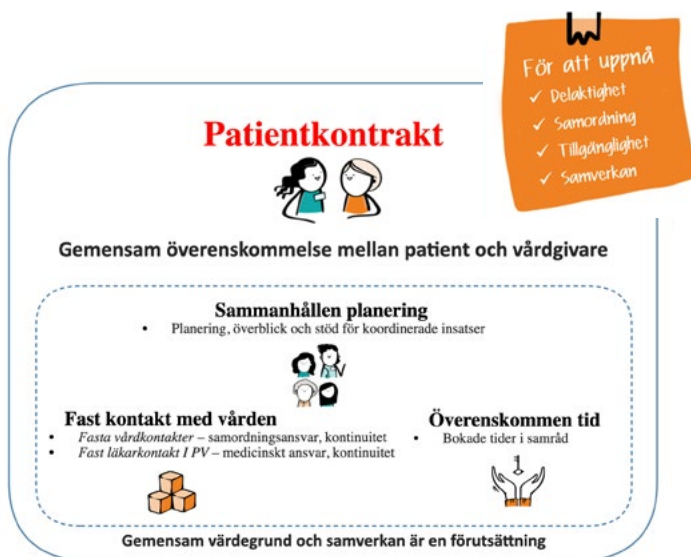 För att uppnå
✓ Delaktighet
✓ Samordning
✓ Tillgänglighet
✓ Samverkan
Patientkontrakt
Gemensam överenskommelse mellan patient och vårdgivare
Sammanhållen planering
• Planering, överblick och stöd för koordinerade insatser
Fast kontakt med vården
• Fasta vårdkontakter – samordningsansvar, kontinuitet
• Fast läkarkontakt I PV – medicinskt ansvar, kontinuitet
Överenskommen tid
• Bokade tider i samråd
Gemensam värdegrund och samverkan är en förutsättning